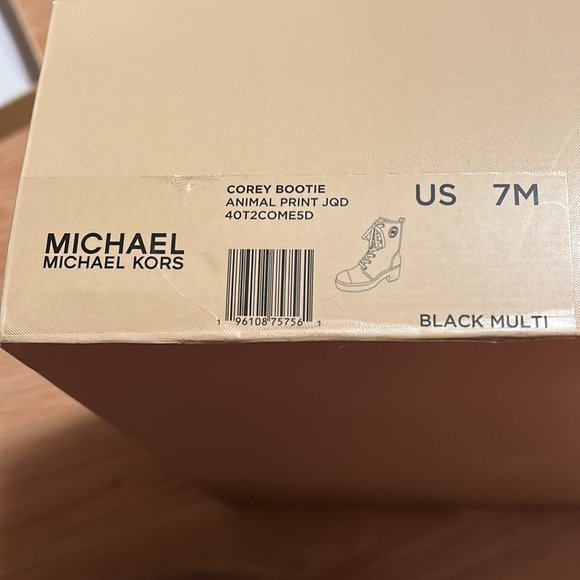 COREY BOOTIE
ANIMAL PRINT JQD
40T2COME5D
US 7M
MICHAEL
MICHAEL KORS
1 96108 75756 1
BLACK MULTI